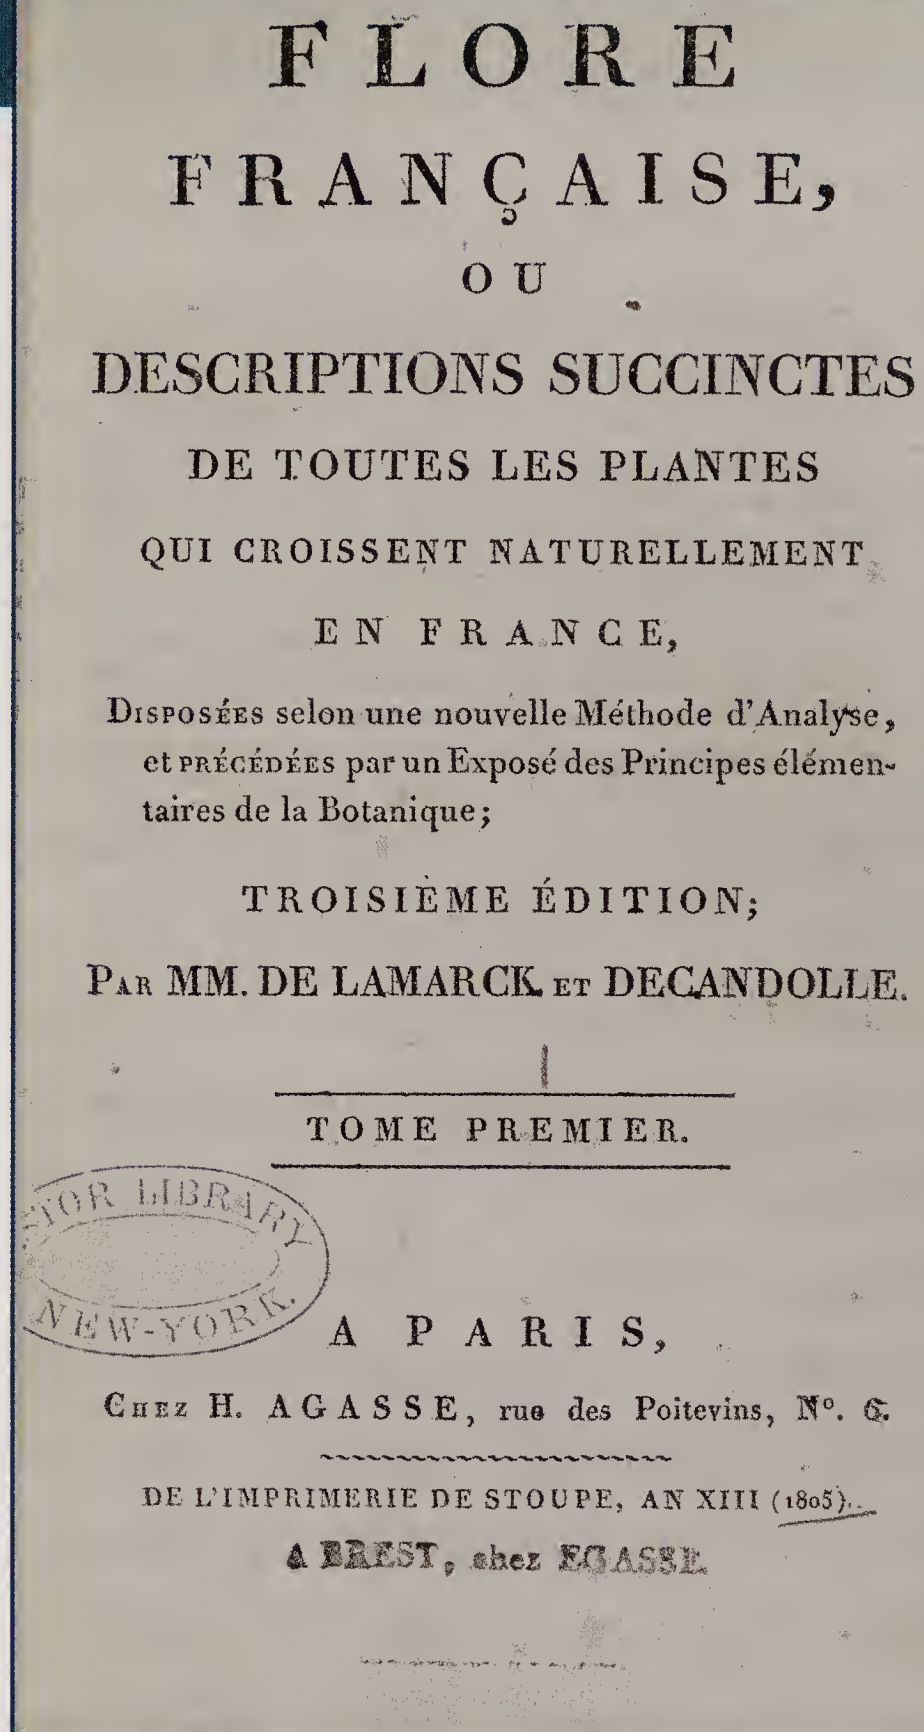 FLORE
FRANÇAISE,
OU
DESCRIPTIONS SUCCINCTES
DE TOUTES LES PLANTES
QUI CROISSENT NATURELLEMENT
EN FRANCE,
DISPOSÉES selon une nouvelle Méthode d'Analyse,
et PRÉCÉDÉES par un Exposé des Principes élémen-
taires de la Botanique;
TROISIÈME ÉDITION;
PAR MM. DE LAMARCK ET DECANDOLLE.
TOME PREMIER.
LIBRARY
NEW-YORK.
A PARIS,
CHEZ H. AGASSE, rue des Poitevins, N°. 6.
DE L'IMPRIMERIE DE STOUPE, AN XIII (1805).
A BREST, chez EGASSE.